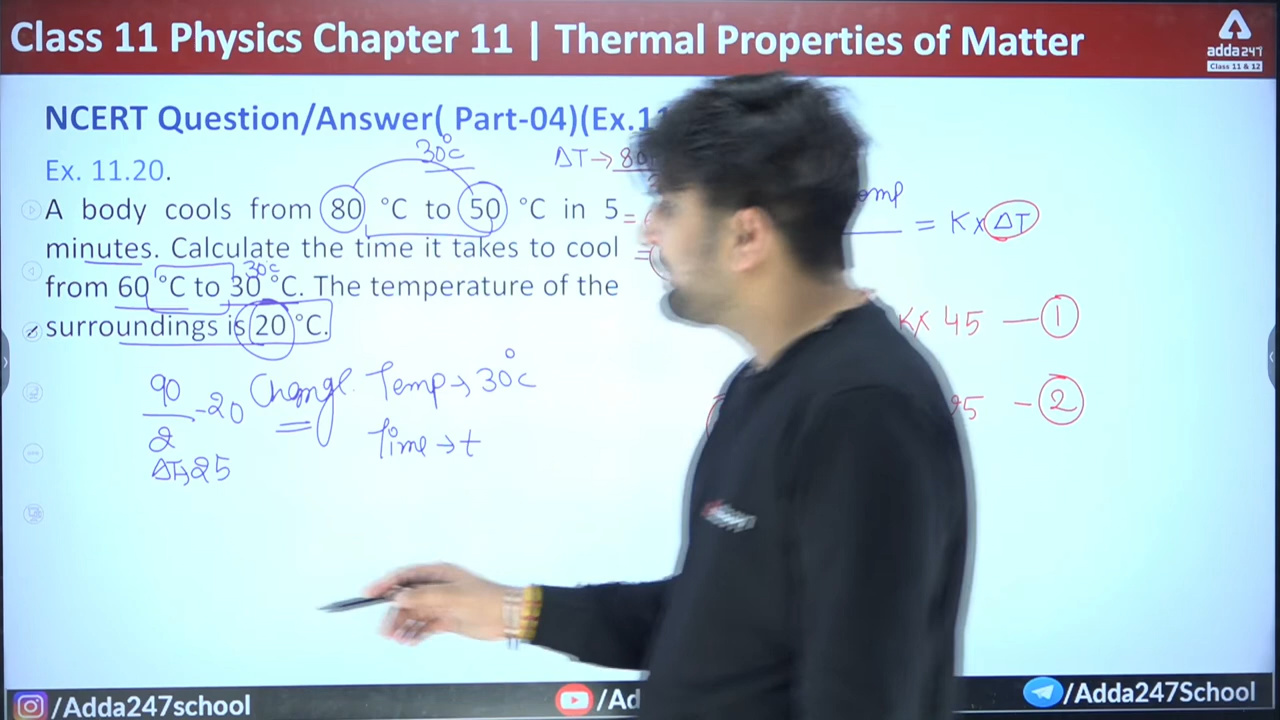 Class 11 Physics Chapter 11 | Thermal Properties of Matter
adda247
Class 11 & 12
NCERT Question/Answer( Part-04)(Ex.11
Ex. 11.20.
30°C
ΔT → 80
A body cools from 80 °C to 50 °C in 5
minutes. Calculate the time it takes to cool
30°C
from 60 °C to 30 °C. The temperature of the
surroundings is 20 °C.
= K × ΔT
K × 45 — 1
— 2
90
2
-20
ΔT → 25
Change
Temp → 30°C
Time → t
/Adda247school
/Ad
/Adda247School